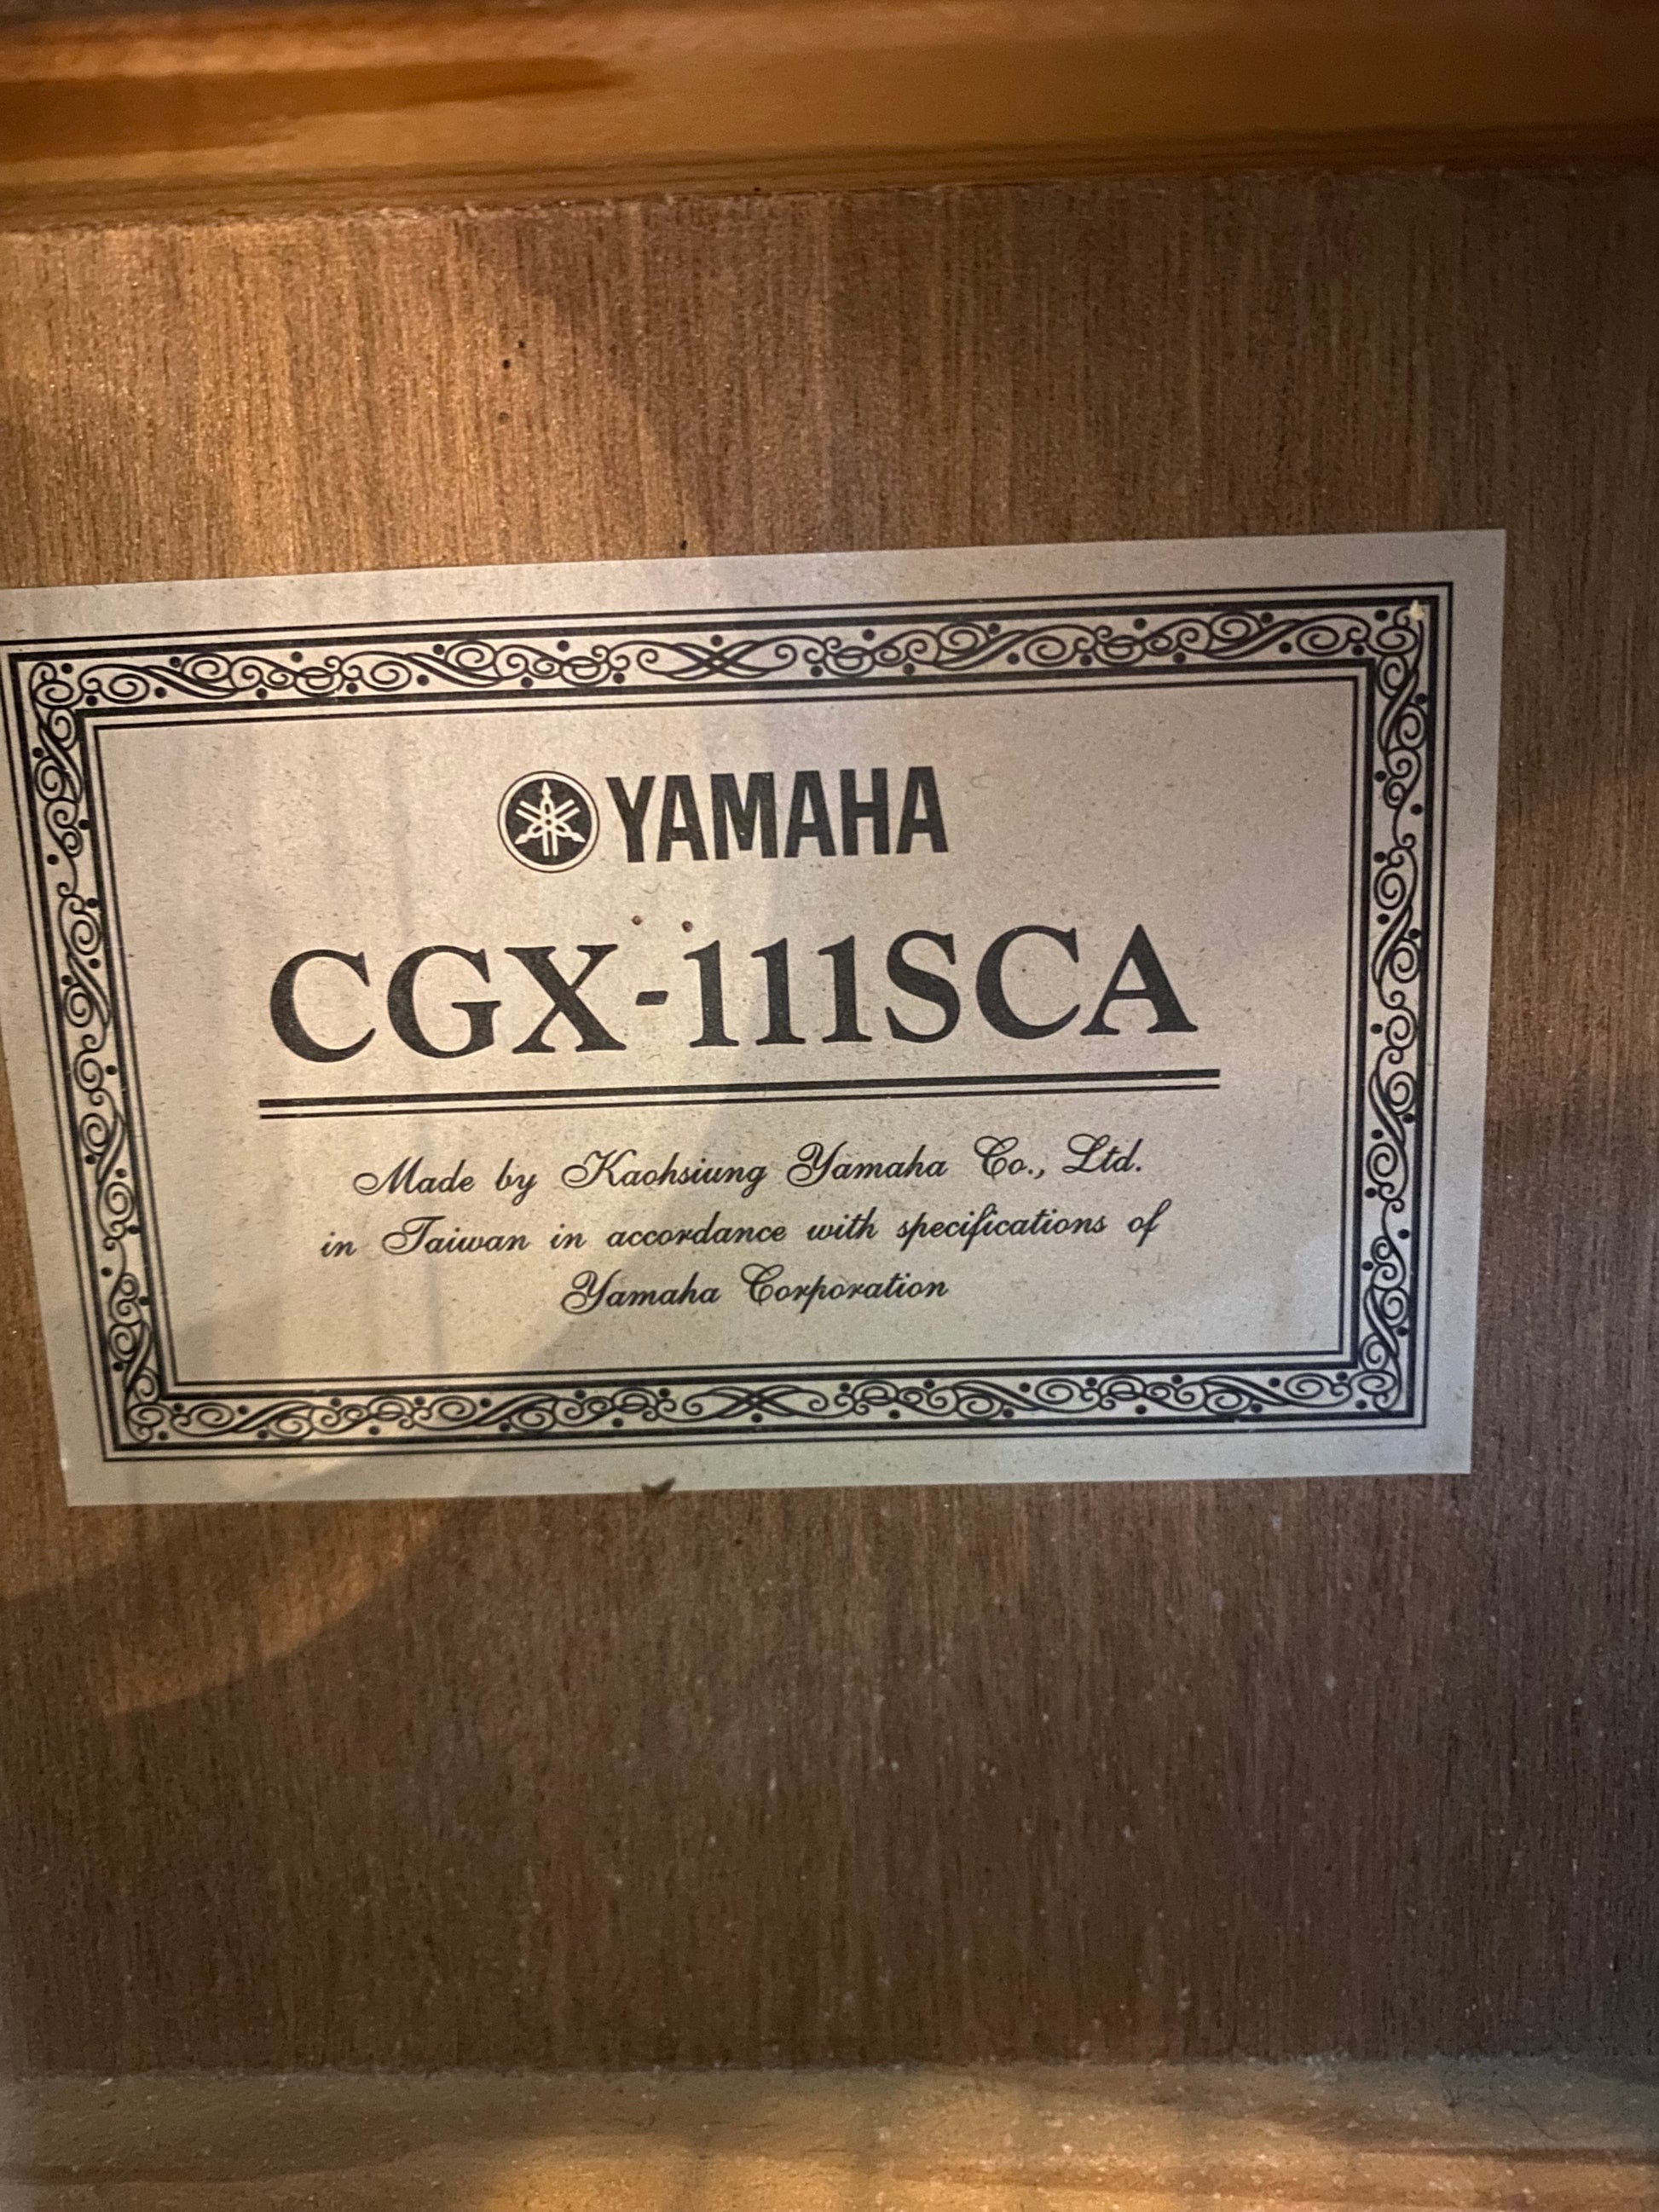 YAMAHA
CGX-111SCA
Made by Kaohsiung Yamaha Co., Ltd.
in Taiwan in accordance with specifications of
Yamaha Corporation